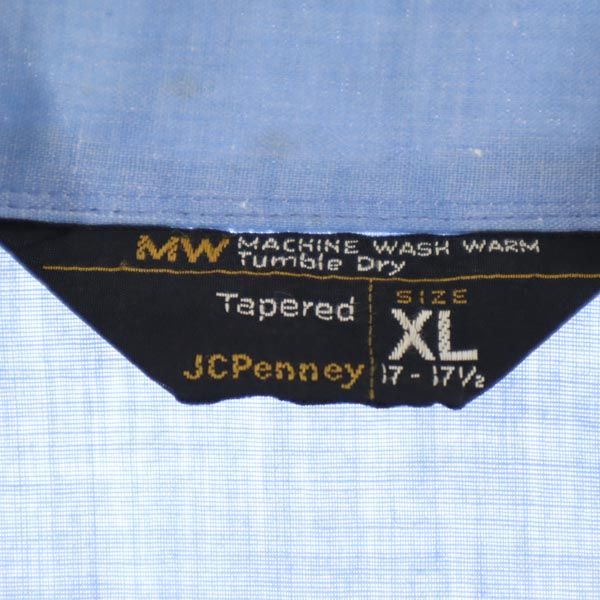 MW MACHINE WASH WARM
Tumble Dry
Tapered
SIZE
XL
JCPenney
17 - 17½